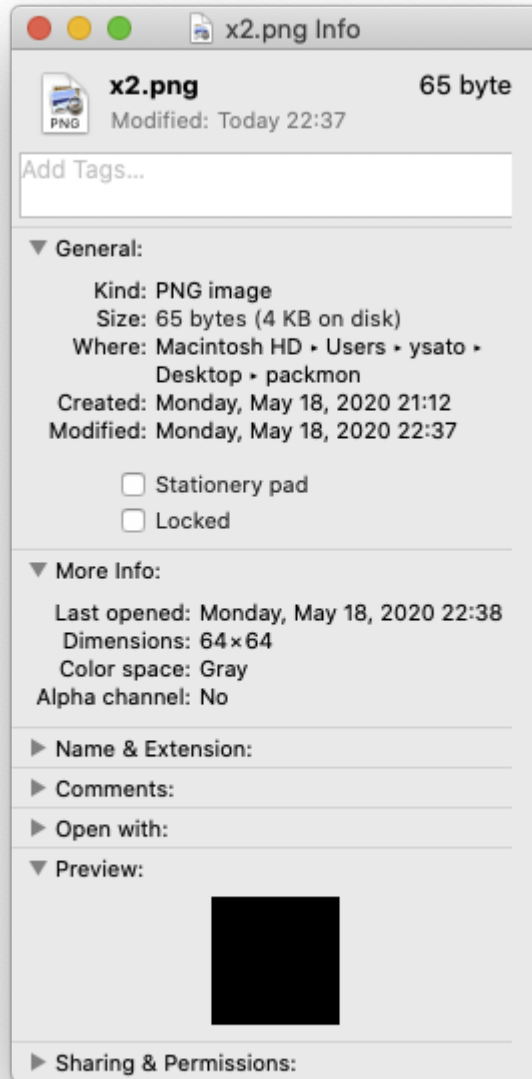 x2.png Info
x2.png 65 byte
PNG
Modified: Today 22:37
Add Tags...
General:
Kind: PNG image
Size: 65 bytes (4 KB on disk)
Where: Macintosh HD ▸ Users ▸ ysato ▸
Desktop ▸ packmon
Created: Monday, May 18, 2020 21:12
Modified: Monday, May 18, 2020 22:37
Stationery pad
Locked
More Info:
Last opened: Monday, May 18, 2020 22:38
Dimensions: 64×64
Color space: Gray
Alpha channel: No
Name & Extension:
Comments:
Open with:
Preview:
Sharing & Permissions: